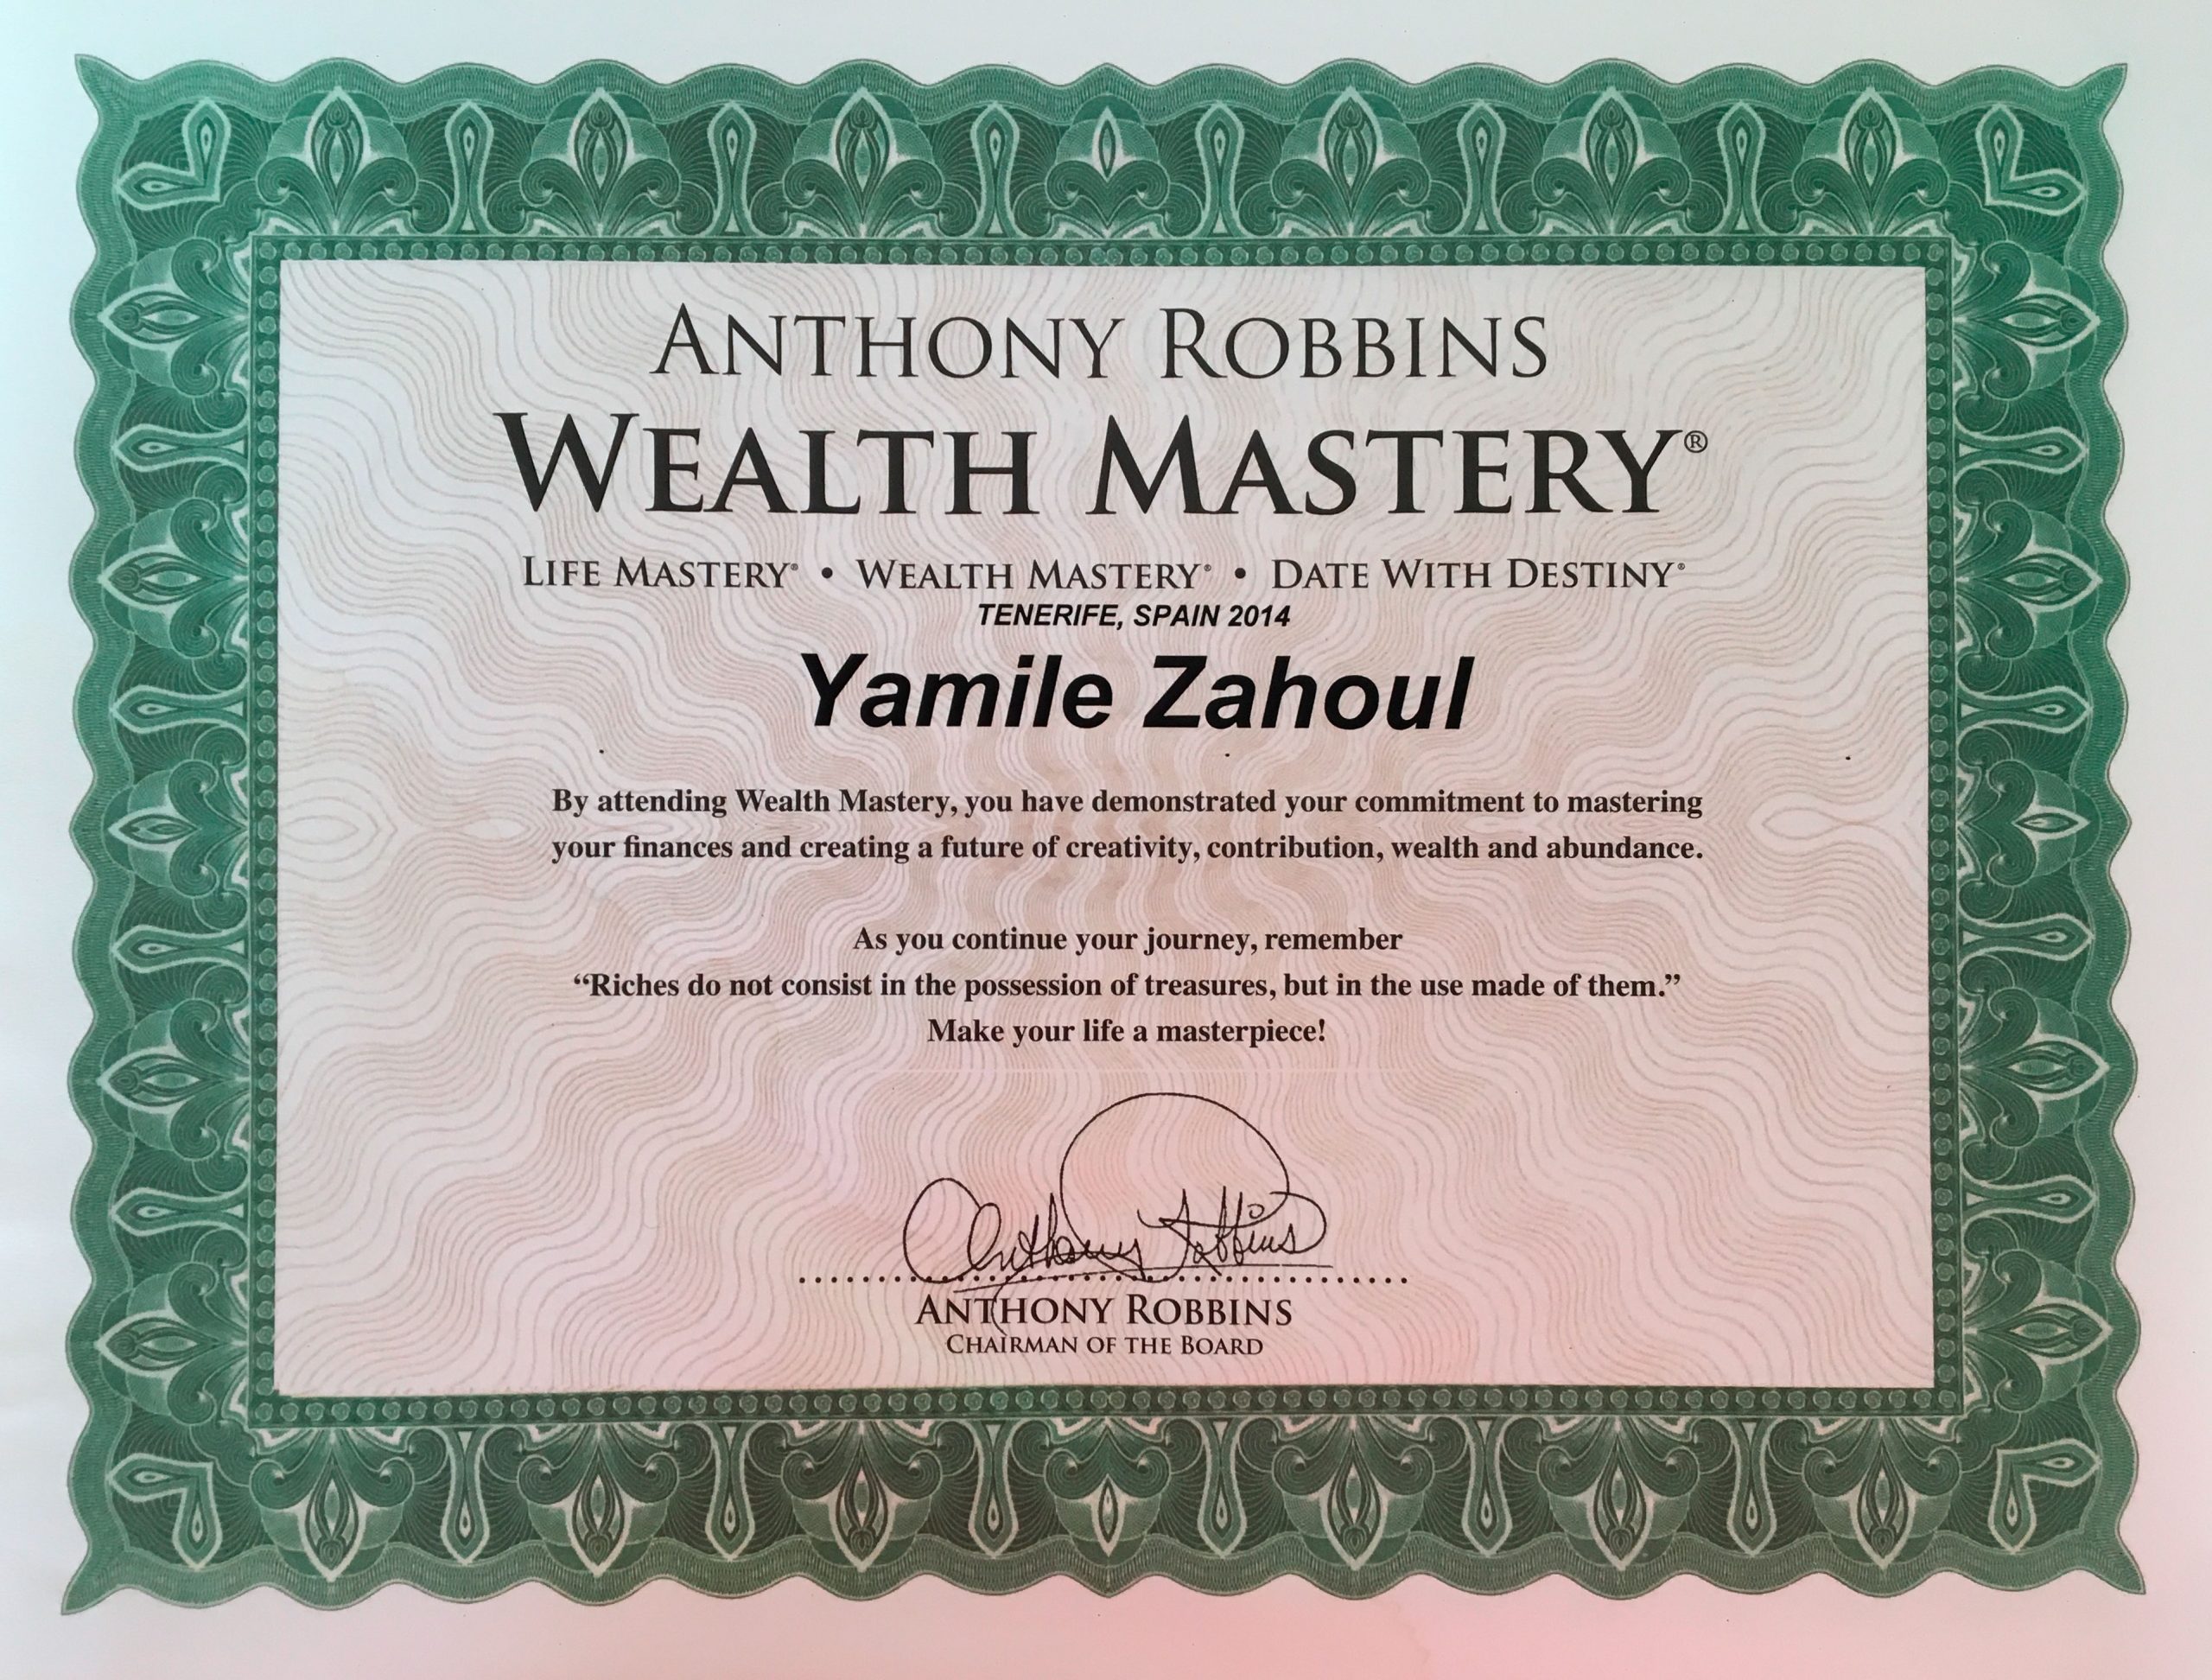 ANTHONY ROBBINS
WEALTH MASTERY®
LIFE MASTERY® • WEALTH MASTERY® • DATE WITH DESTINY®
TENERIFE, SPAIN 2014
Yamile Zahoul
By attending Wealth Mastery, you have demonstrated your commitment to mastering
your finances and creating a future of creativity, contribution, wealth and abundance.
As you continue your journey, remember
“Riches do not consist in the possession of treasures, but in the use made of them.”
Make your life a masterpiece!
Anthony Robbins
ANTHONY ROBBINS
CHAIRMAN OF THE BOARD